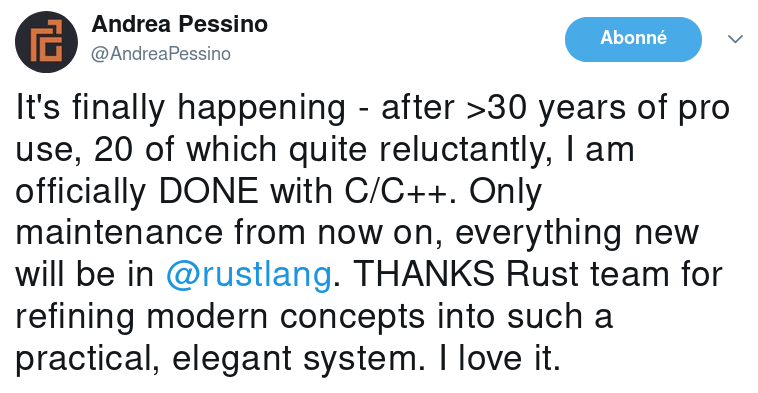 Andrea Pessino
@AndreaPessino
Abonné
It's finally happening - after >30 years of pro
use, 20 of which quite reluctantly, I am
officially DONE with C/C++. Only
maintenance from now on, everything new
will be in @rustlang. THANKS Rust team for
refining modern concepts into such a
practical, elegant system. I love it.